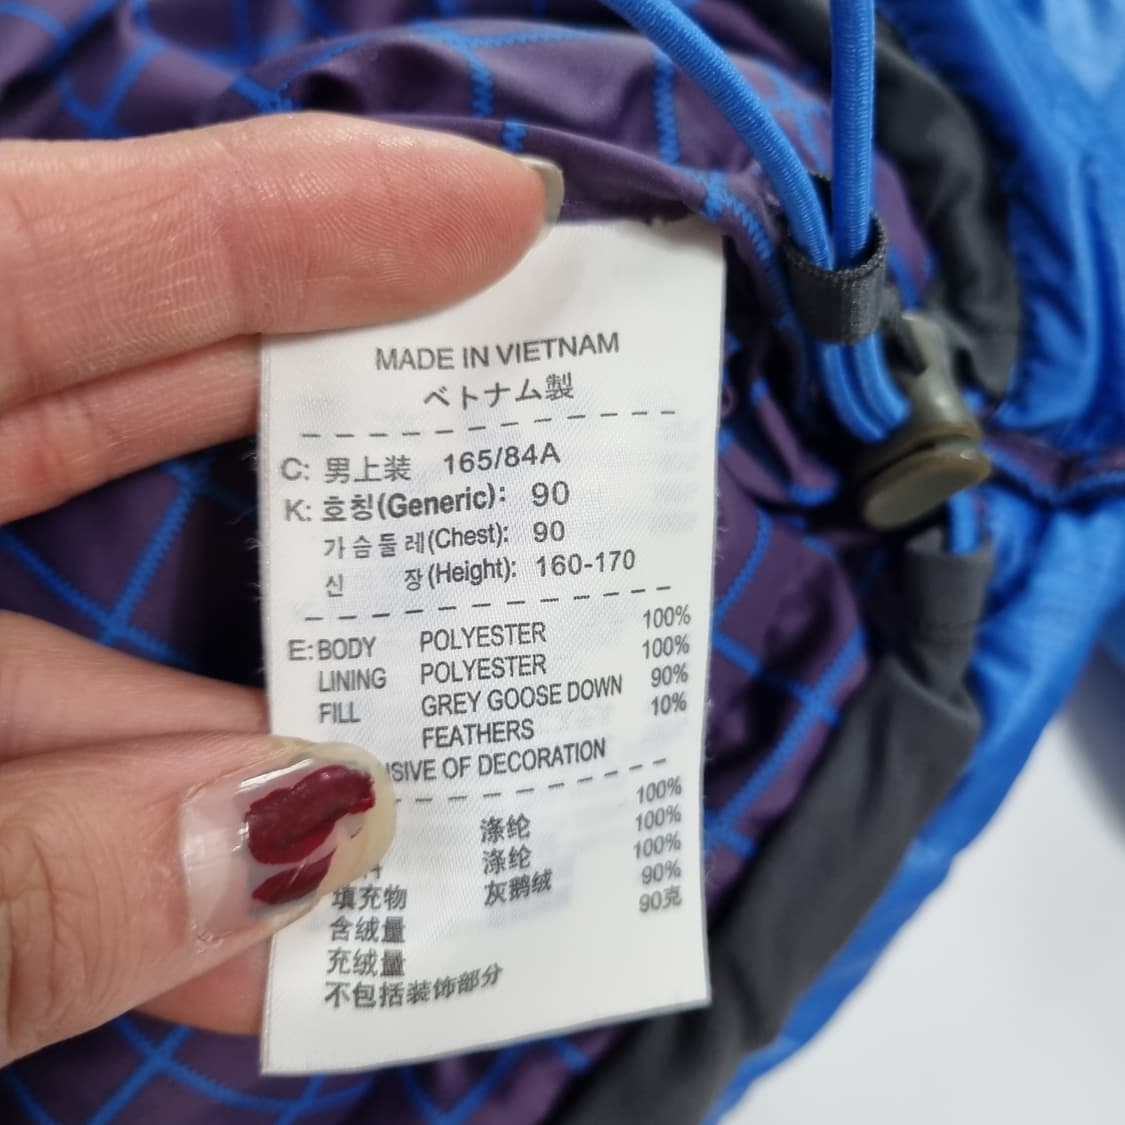 MADE IN VIETNAM
ベトナム製
C: 男上装 165/84A
K: 호칭(Generic): 90
가슴둘레(Chest): 90
신 장(Height): 160-170
E: BODY POLYESTER 100%
LINING POLYESTER 100%
FILL GREY GOOSE DOWN 90%
FEATHERS 10%
SIVE OF DECORATION
100%
涤纶 100%
涤纶 100%
填充物 灰鹅绒 90%
含绒量 90克
充绒量
不包括装饰部分